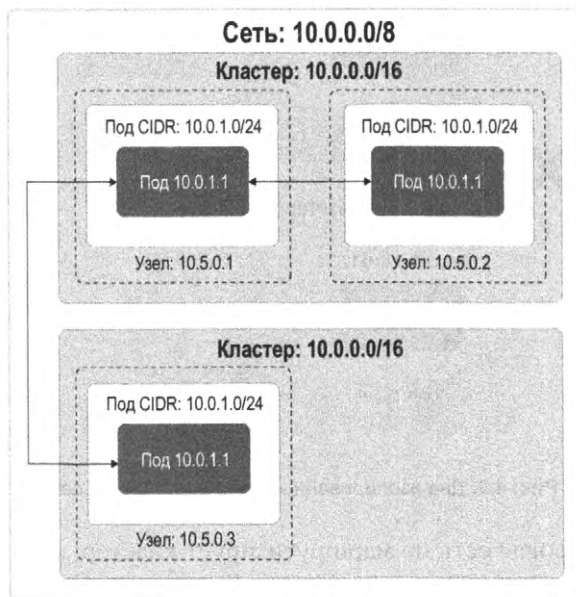 Сеть: 10.0.0.0/8
Кластер: 10.0.0.0/16
Под CIDR: 10.0.1.0/24
Под 10.0.1.1
Узел: 10.5.0.1
Под CIDR: 10.0.1.0/24
Под 10.0.1.1
Узел: 10.5.0.2
Кластер: 10.0.0.0/16
Под CIDR: 10.0.1.0/24
Под 10.0.1.1
Узел: 10.5.0.3